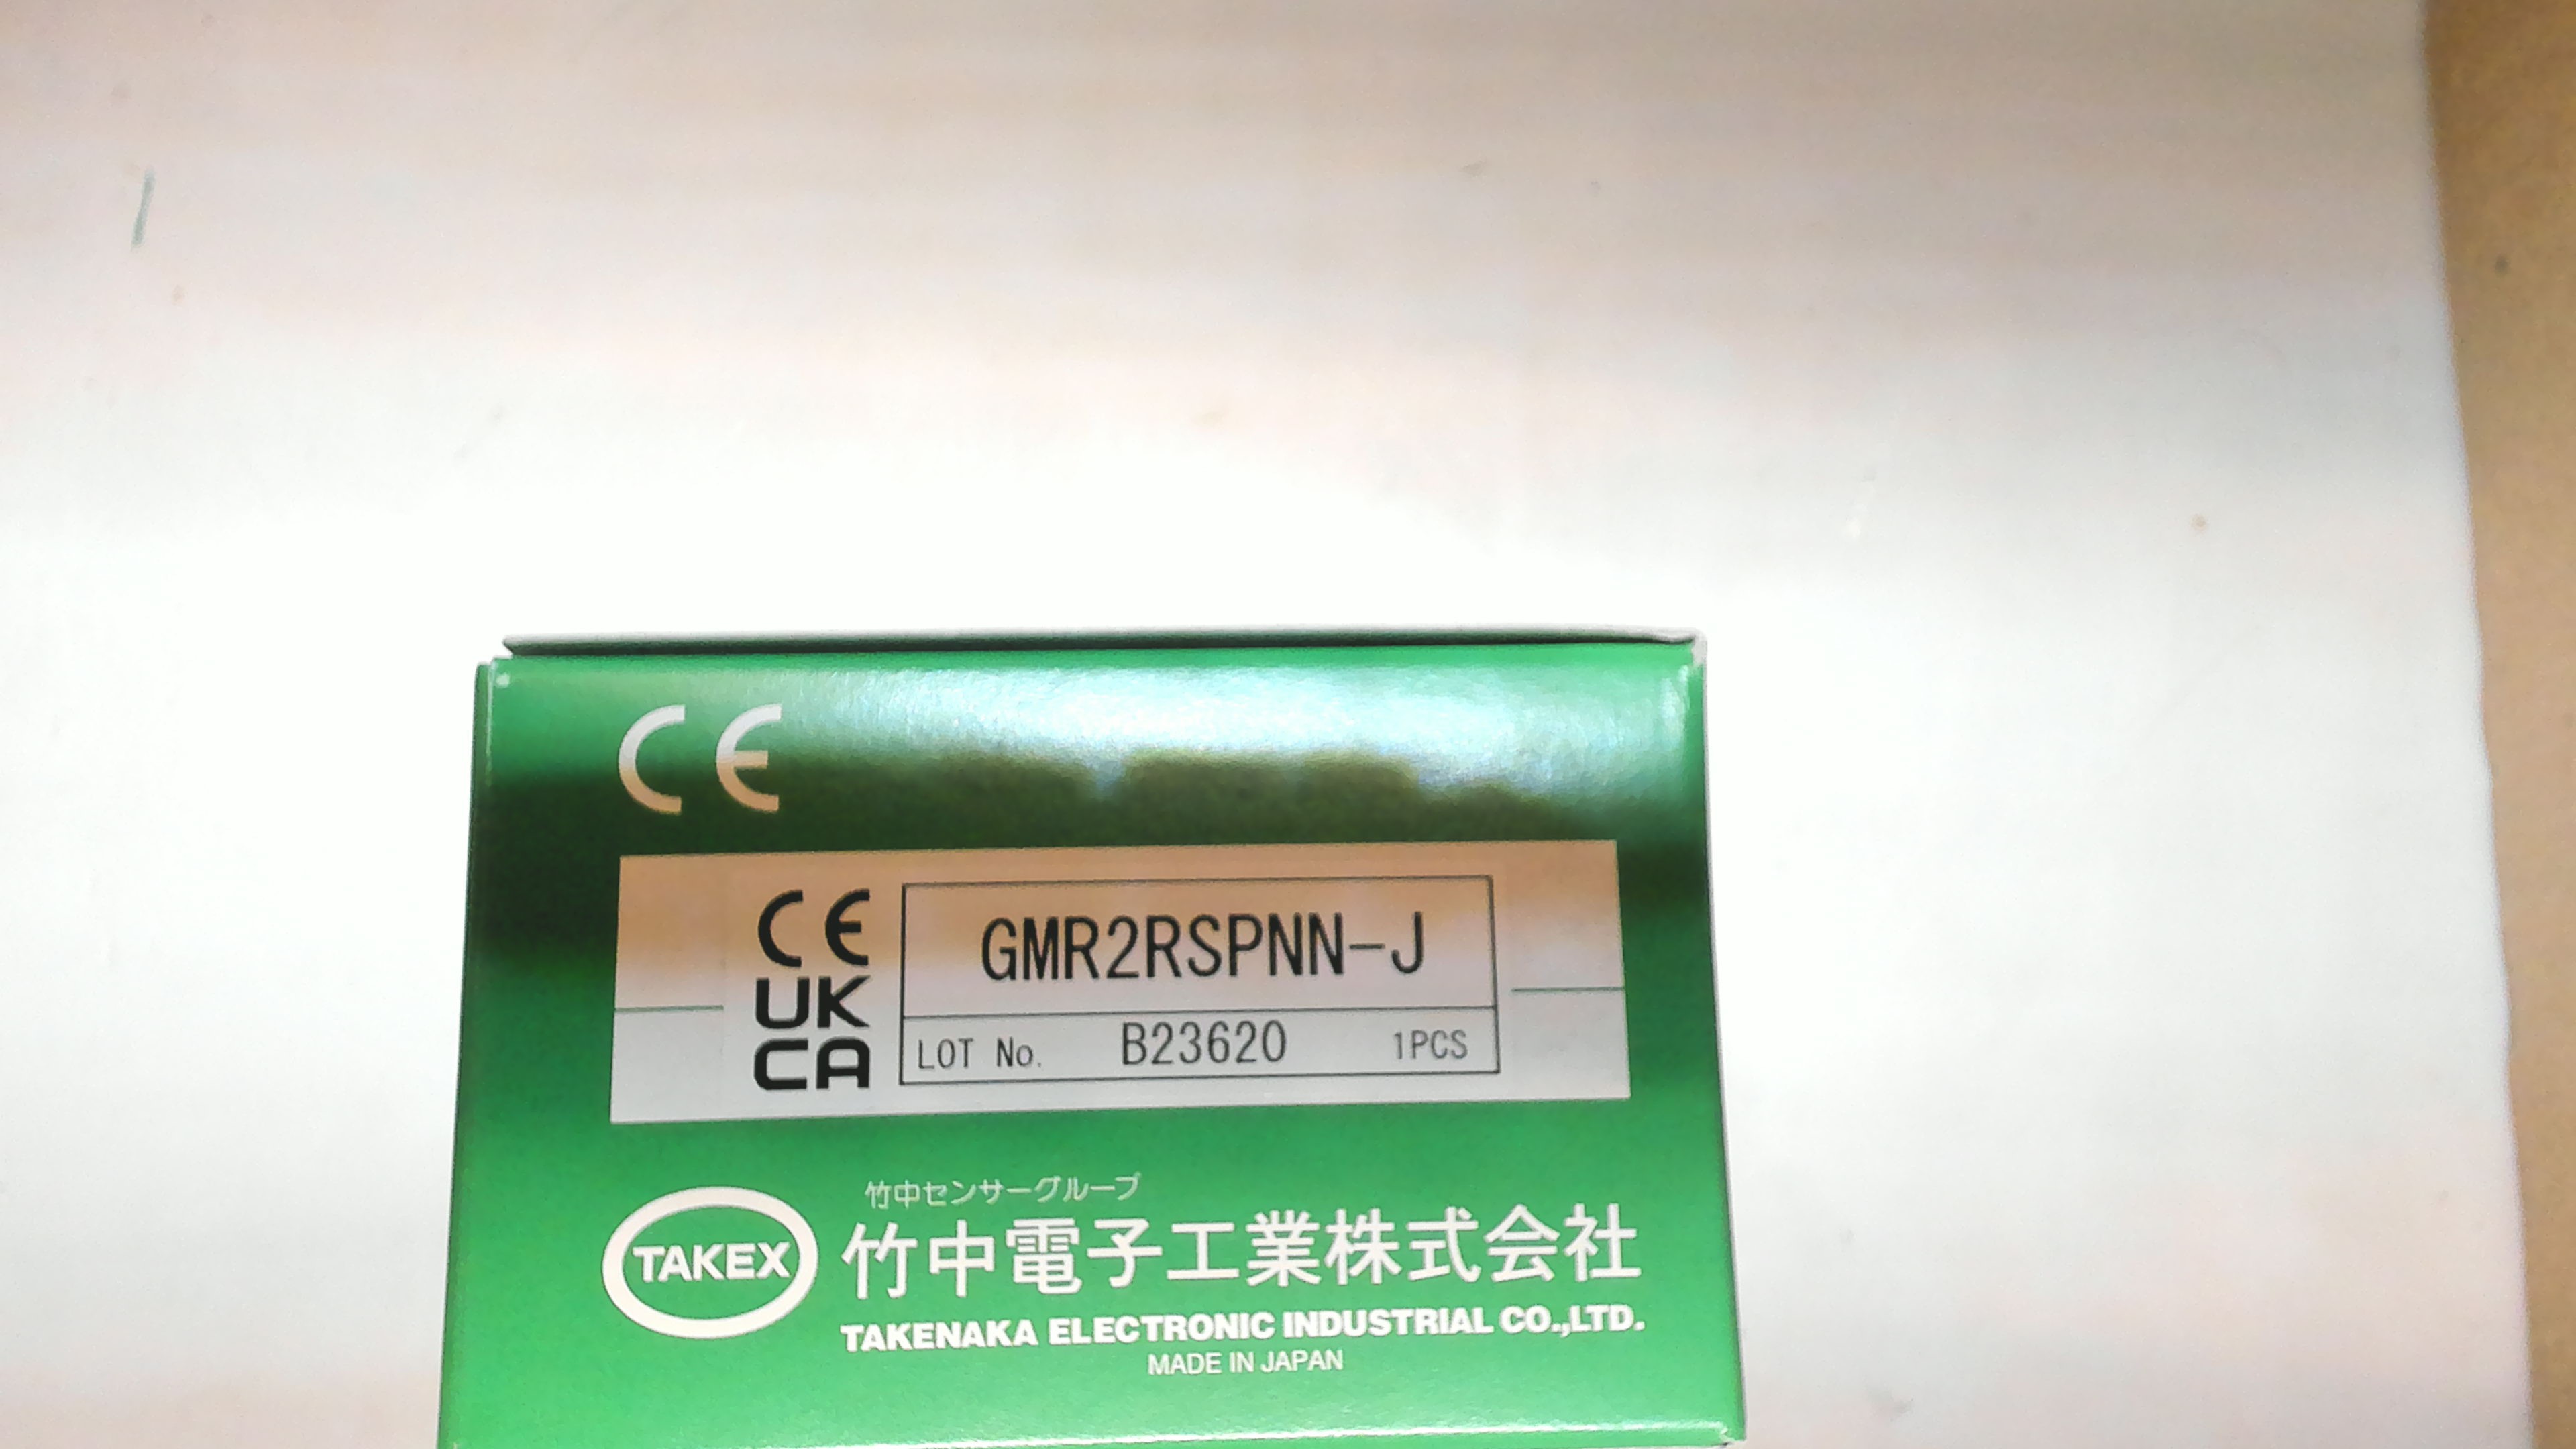 CE
CE
UK
CA
GMR2RSPNN-J
LOT No. B23620 1PCS
竹中センサーグループ
TAKEX
竹中電子工業株式会社
TAKENAKA ELECTRONIC INDUSTRIAL CO.,LTD.
MADE IN JAPAN